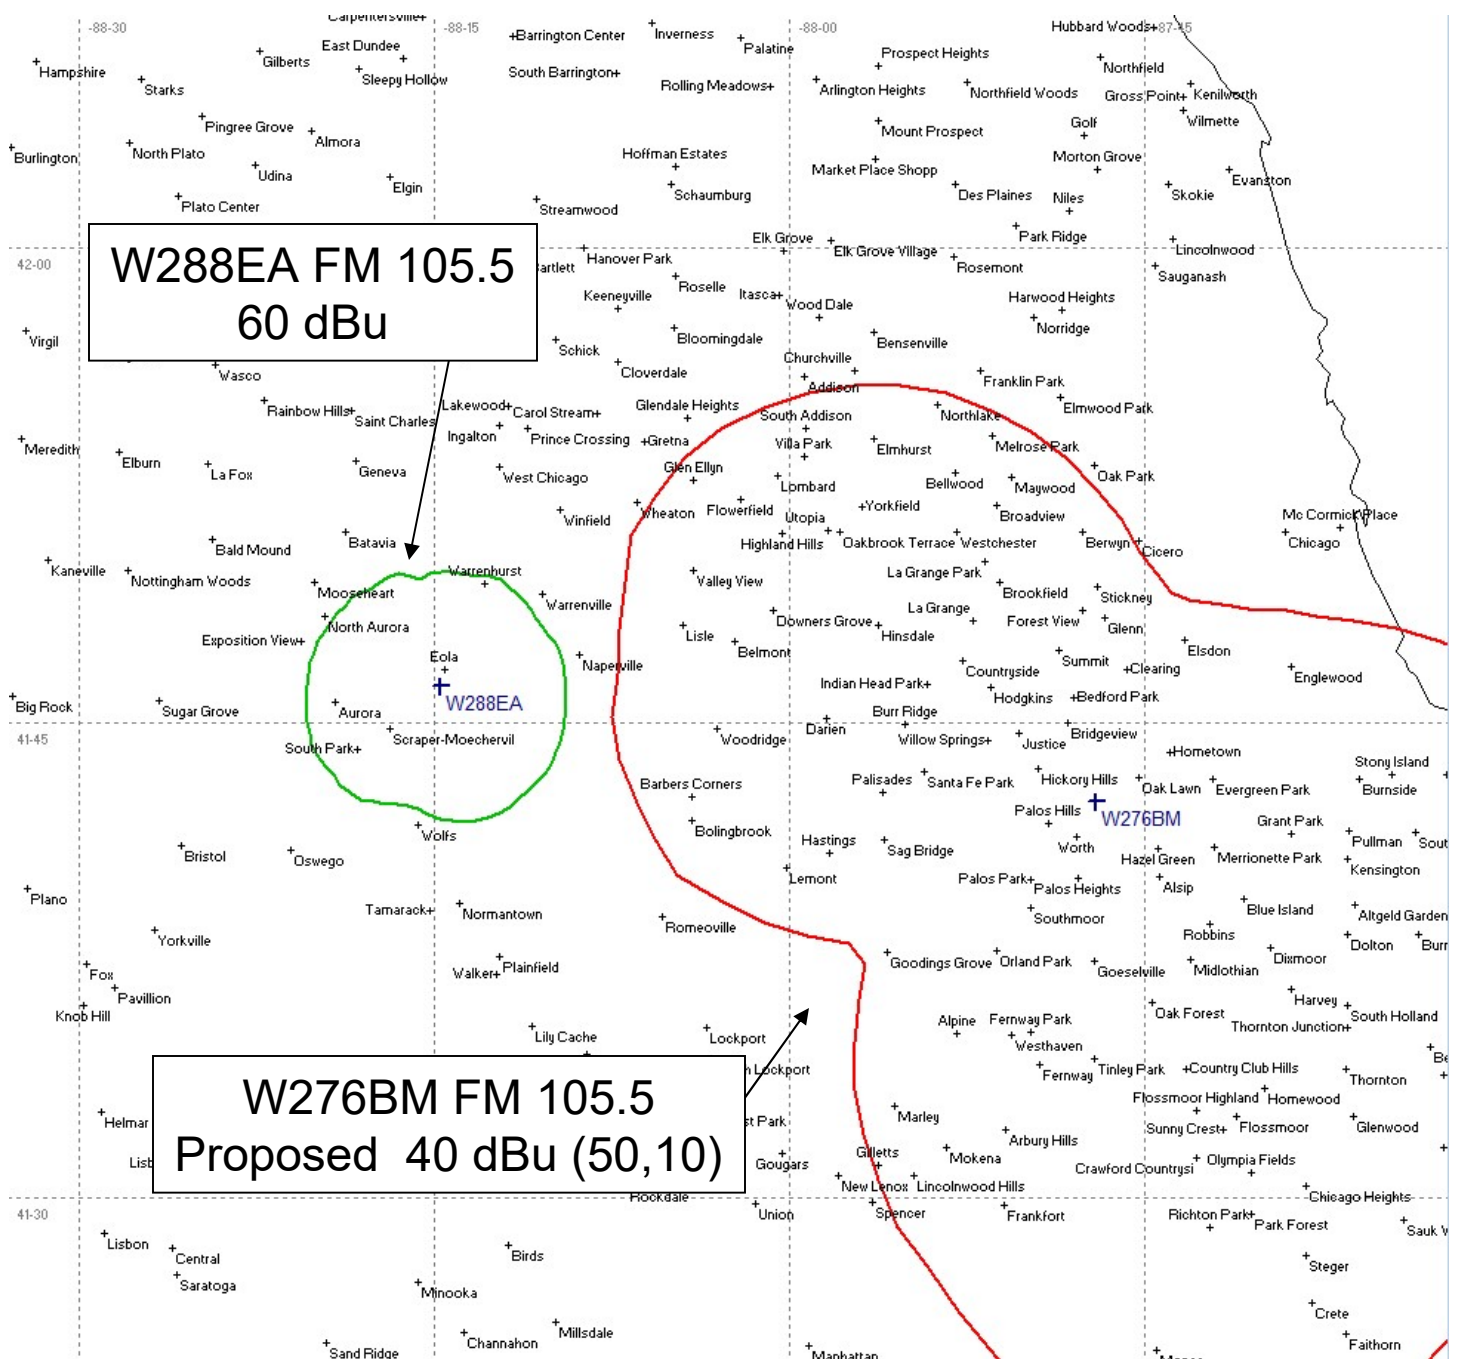 Carpentersville
-88-30
-88-15
-88-00
-87-45
Hubbard Woods
Barrington Center
Inverness
Palatine
East Dundee
Gilberts
Sleepy Hollow
Hampshire
Starks
South Barrington
Rolling Meadows
Arlington Heights
Prospect Heights
Northfield
Northfield Woods
Gross Point
Kenilworth
Wilmette
Pingree Grove
Almora
Mount Prospect
Golf
Burlington
North Plato
Udina
Elgin
Hoffman Estates
Schaumburg
Market Place Shopp
Morton Grove
Evanston
Plato Center
Streamwood
Des Plaines
Niles
Skokie
Park Ridge
Elk Grove
Elk Grove Village
Lincolnwood
42-00
W288EA FM 105.5
60 dBu
artlett
Hanover Park
Rosemont
Sauganash
Keeneyville
Roselle
Itasca
Wood Dale
Harwood Heights
Norridge
Virgil
Schick
Bloomingdale
Bensenville
Wasco
Cloverdale
Churchville
Addison
Franklin Park
Rainbow Hills
Saint Charles
Lakewood
Carol Stream
Glendale Heights
South Addison
Northlake
Elmwood Park
Meredith
Ingalton
Prince Crossing
Gretna
Villa Park
Elmhurst
Melrose Park
Elburn
La Fox
Geneva
West Chicago
Glen Ellyn
Lombard
Bellwood
Maywood
Oak Park
Winfield
Wheaton
Flowerfield
Utopia
Yorkfield
Broadview
Mc Cormick Place
Chicago
Bald Mound
Batavia
Highland Hills
Oakbrook Terrace
Westchester
Berwyn
Cicero
Kaneville
Nottingham Woods
Mooseheart
Warrenhurst
Warrenville
Valley View
La Grange Park
Brookfield
Stickney
North Aurora
Exposition View
Downers Grove
La Grange
Hinsdale
Forest View
Glenn
Lisle
Belmont
Elsdon
Eola
Naperville
Countryside
Summit
Clearing
Englewood
W288EA
Indian Head Park
Hodgkins
Bedford Park
Big Rock
Sugar Grove
Aurora
Burr Ridge
41-45
South Park
Scraper-Moechervil
Woodridge
Darien
Willow Springs
Justice
Bridgeview
Hometown
Barbers Corners
Palisades
Santa Fe Park
Hickory Hills
Oak Lawn
Evergreen Park
Stony Island
Burnside
Palos Hills
W276BM
Bolingbrook
Wolfs
Hastings
Sag Bridge
Worth
Grant Park
Pullman
Sout
Bristol
Oswego
Hazel Green
Merrionette Park
Kensington
Plano
Lemont
Palos Park
Palos Heights
Alsip
Tamarack
Normantown
Romeoville
Southmoor
Blue Island
Altgeld Garden
Yorkville
Robbins
Dolton
Burr
Fox
Walker
Plainfield
Goodings Grove
Orland Park
Goeselville
Midlothian
Dixmoor
Pavillion
Knob Hill
Harvey
Lily Cache
Lockport
Alpine
Fernway Park
Westhaven
Oak Forest
Thornton Junction
South Holland
W276BM FM 105.5
Proposed 40 dBu (50,10)
n Lockport
Fernway
Tinley Park
Country Club Hills
Thornton
Be
Helmar
st Park
Marley
Flossmoor Highland
Homewood
Arbury Hills
Sunny Crest
Flossmoor
Glenwood
Lisb
Gougars
Gilletts
Mokena
Crawford Countrysi
Olympia Fields
Rockdale
New Lenox
Lincolnwood Hills
Chicago Heights
41-30
Union
Spencer
Frankfort
Richton Park
Park Forest
Sauk V
Lisbon
Central
Birds
Steger
Saratoga
Minooka
Crete
Channahon
Millsdale
Faithorn
Sand Ridge
Manhattan